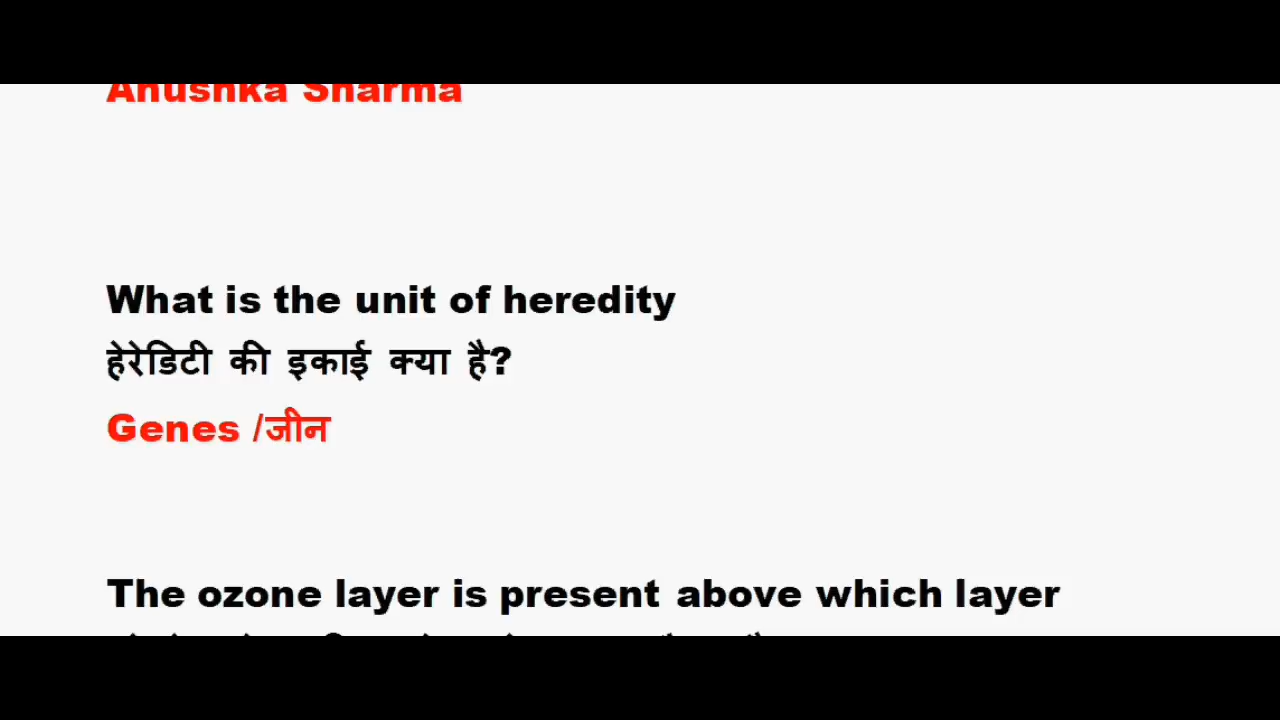 Anushka Sharma
What is the unit of heredity
हेरेडिटी की इकाई क्या है?
Genes /जीन
The ozone layer is present above which layer